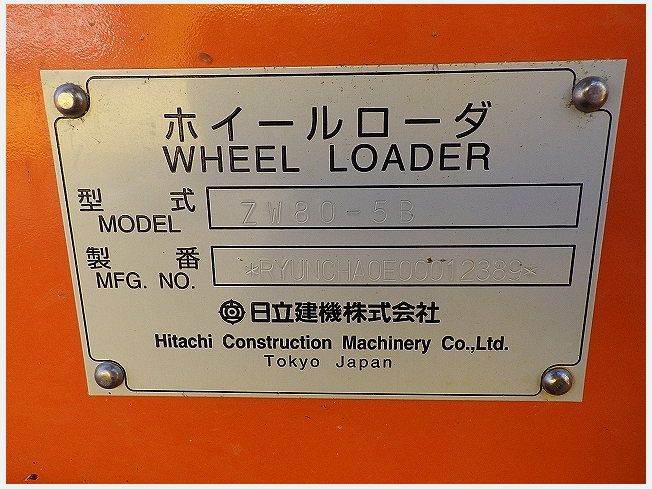 ホイールローダ
WHEEL LOADER
型式 ZW80-5B
MODEL
製番 *RYUNCHA0E00012389*
MFG. NO.
日立建機株式会社
Hitachi Construction Machinery Co.,Ltd.
Tokyo Japan